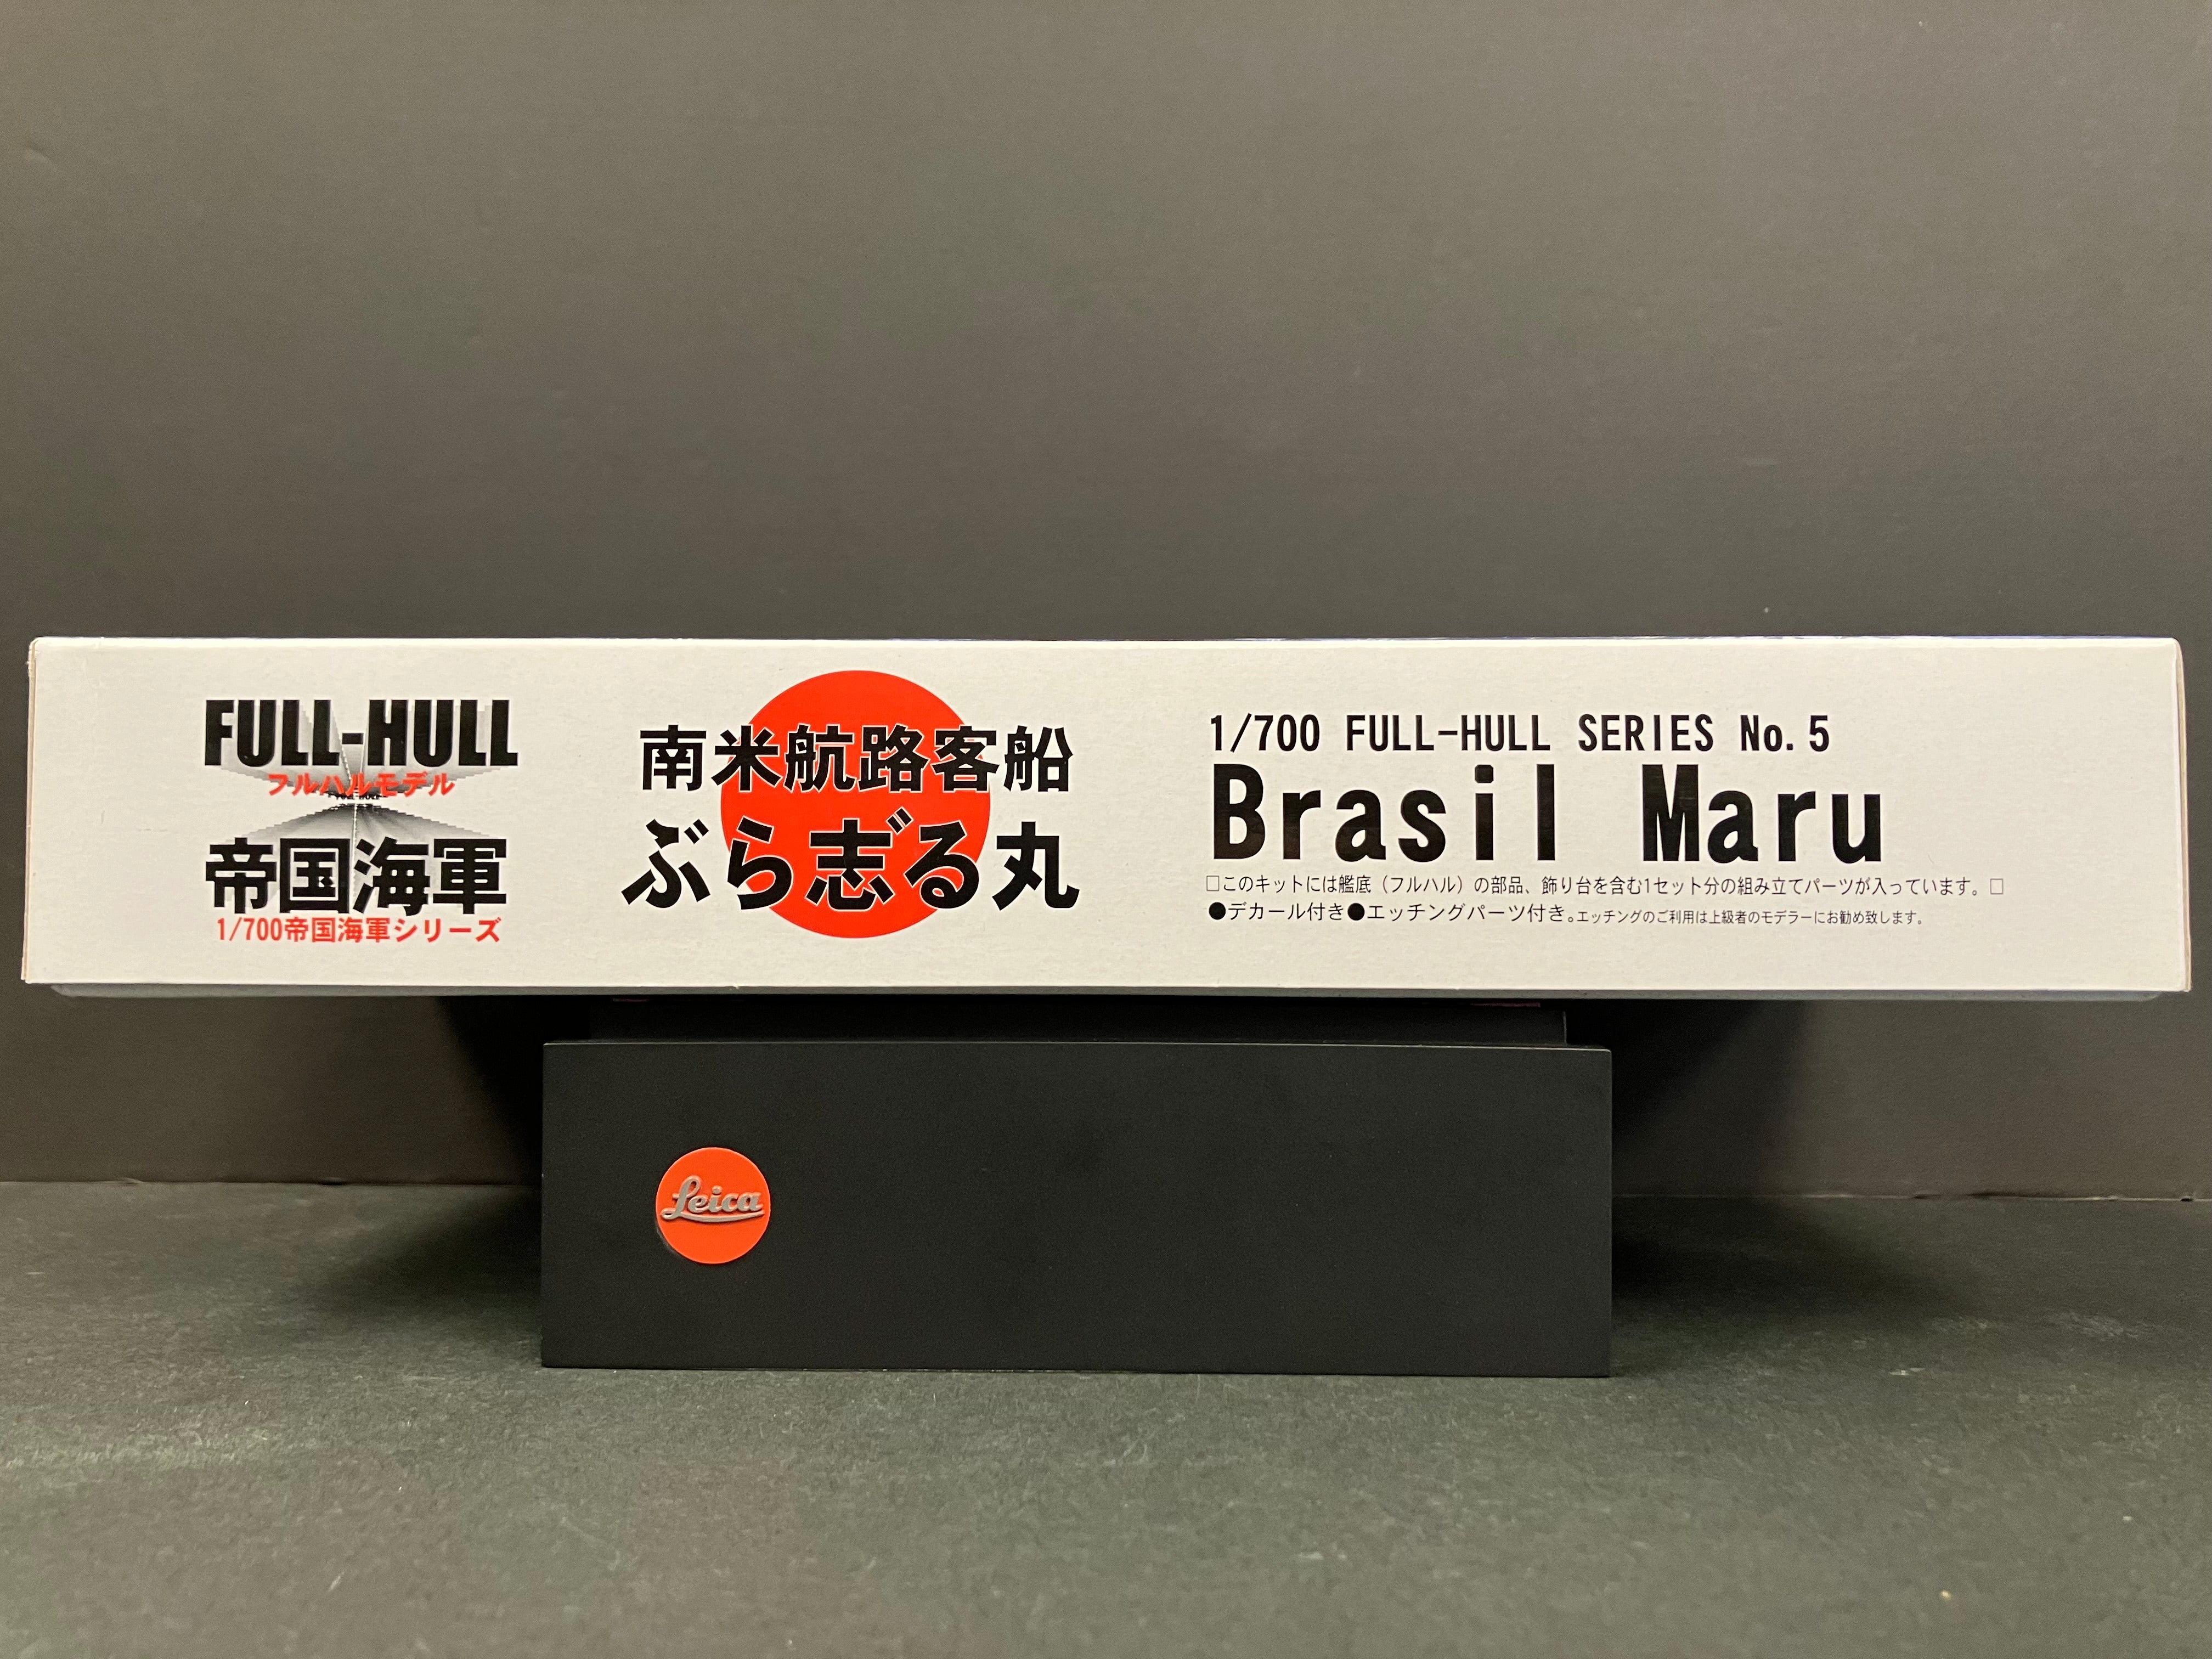 FULL-HULL
フルハルモデル
帝国海軍
1/700帝国海軍シリーズ
南米航路客船
ぶら志゛る丸
1/700 FULL-HULL SERIES No.5
Brasil Maru
□このキットには艦底（フルハル）の部品、飾り台を含む1セット分の組み立てパーツが入っています。□
●デカール付き●エッチングパーツ付き。エッチングのご利用は上級者のモデラーにお勧め致します。
Leica